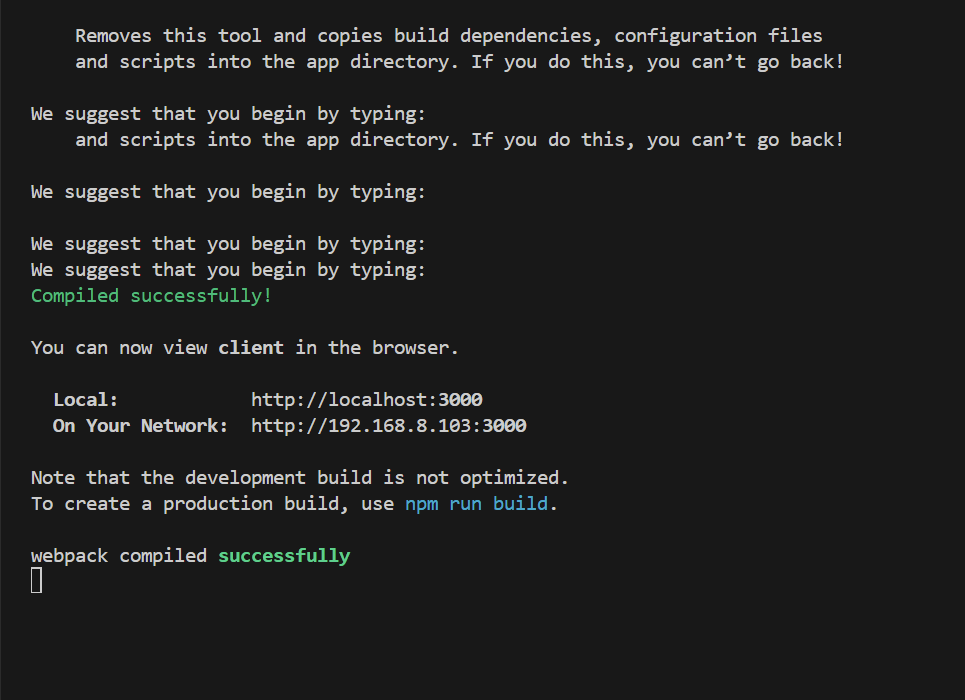 Removes this tool and copies build dependencies, configuration files
and scripts into the app directory. If you do this, you can’t go back!
We suggest that you begin by typing:
and scripts into the app directory. If you do this, you can’t go back!
We suggest that you begin by typing:
We suggest that you begin by typing:
We suggest that you begin by typing:
Compiled successfully!
You can now view client in the browser.
Local: http://localhost:3000
On Your Network: http://192.168.8.103:3000
Note that the development build is not optimized.
To create a production build, use npm run build.
webpack compiled successfully